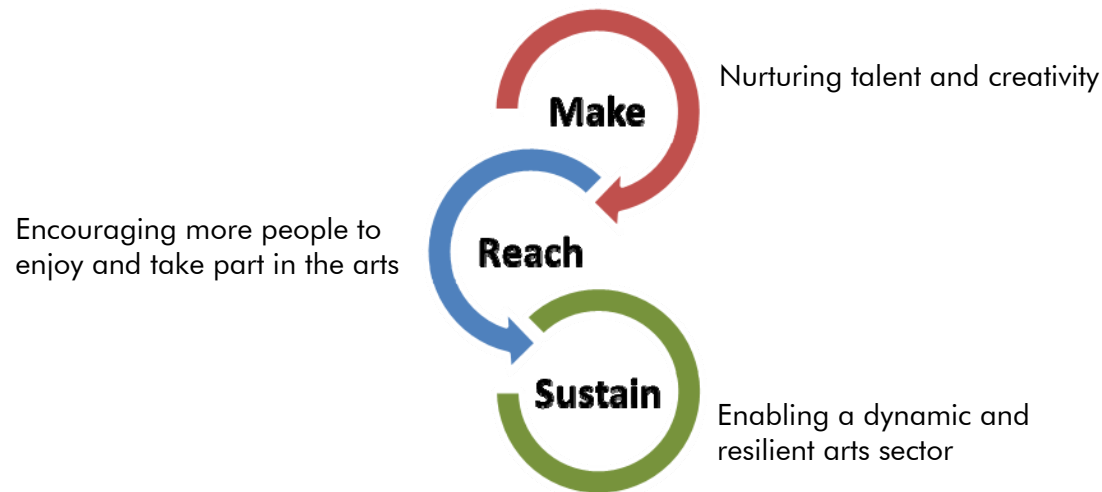 Make
Nurturing talent and creativity
Encouraging more people to
enjoy and take part in the arts
Reach
Sustain
Enabling a dynamic and
resilient arts sector